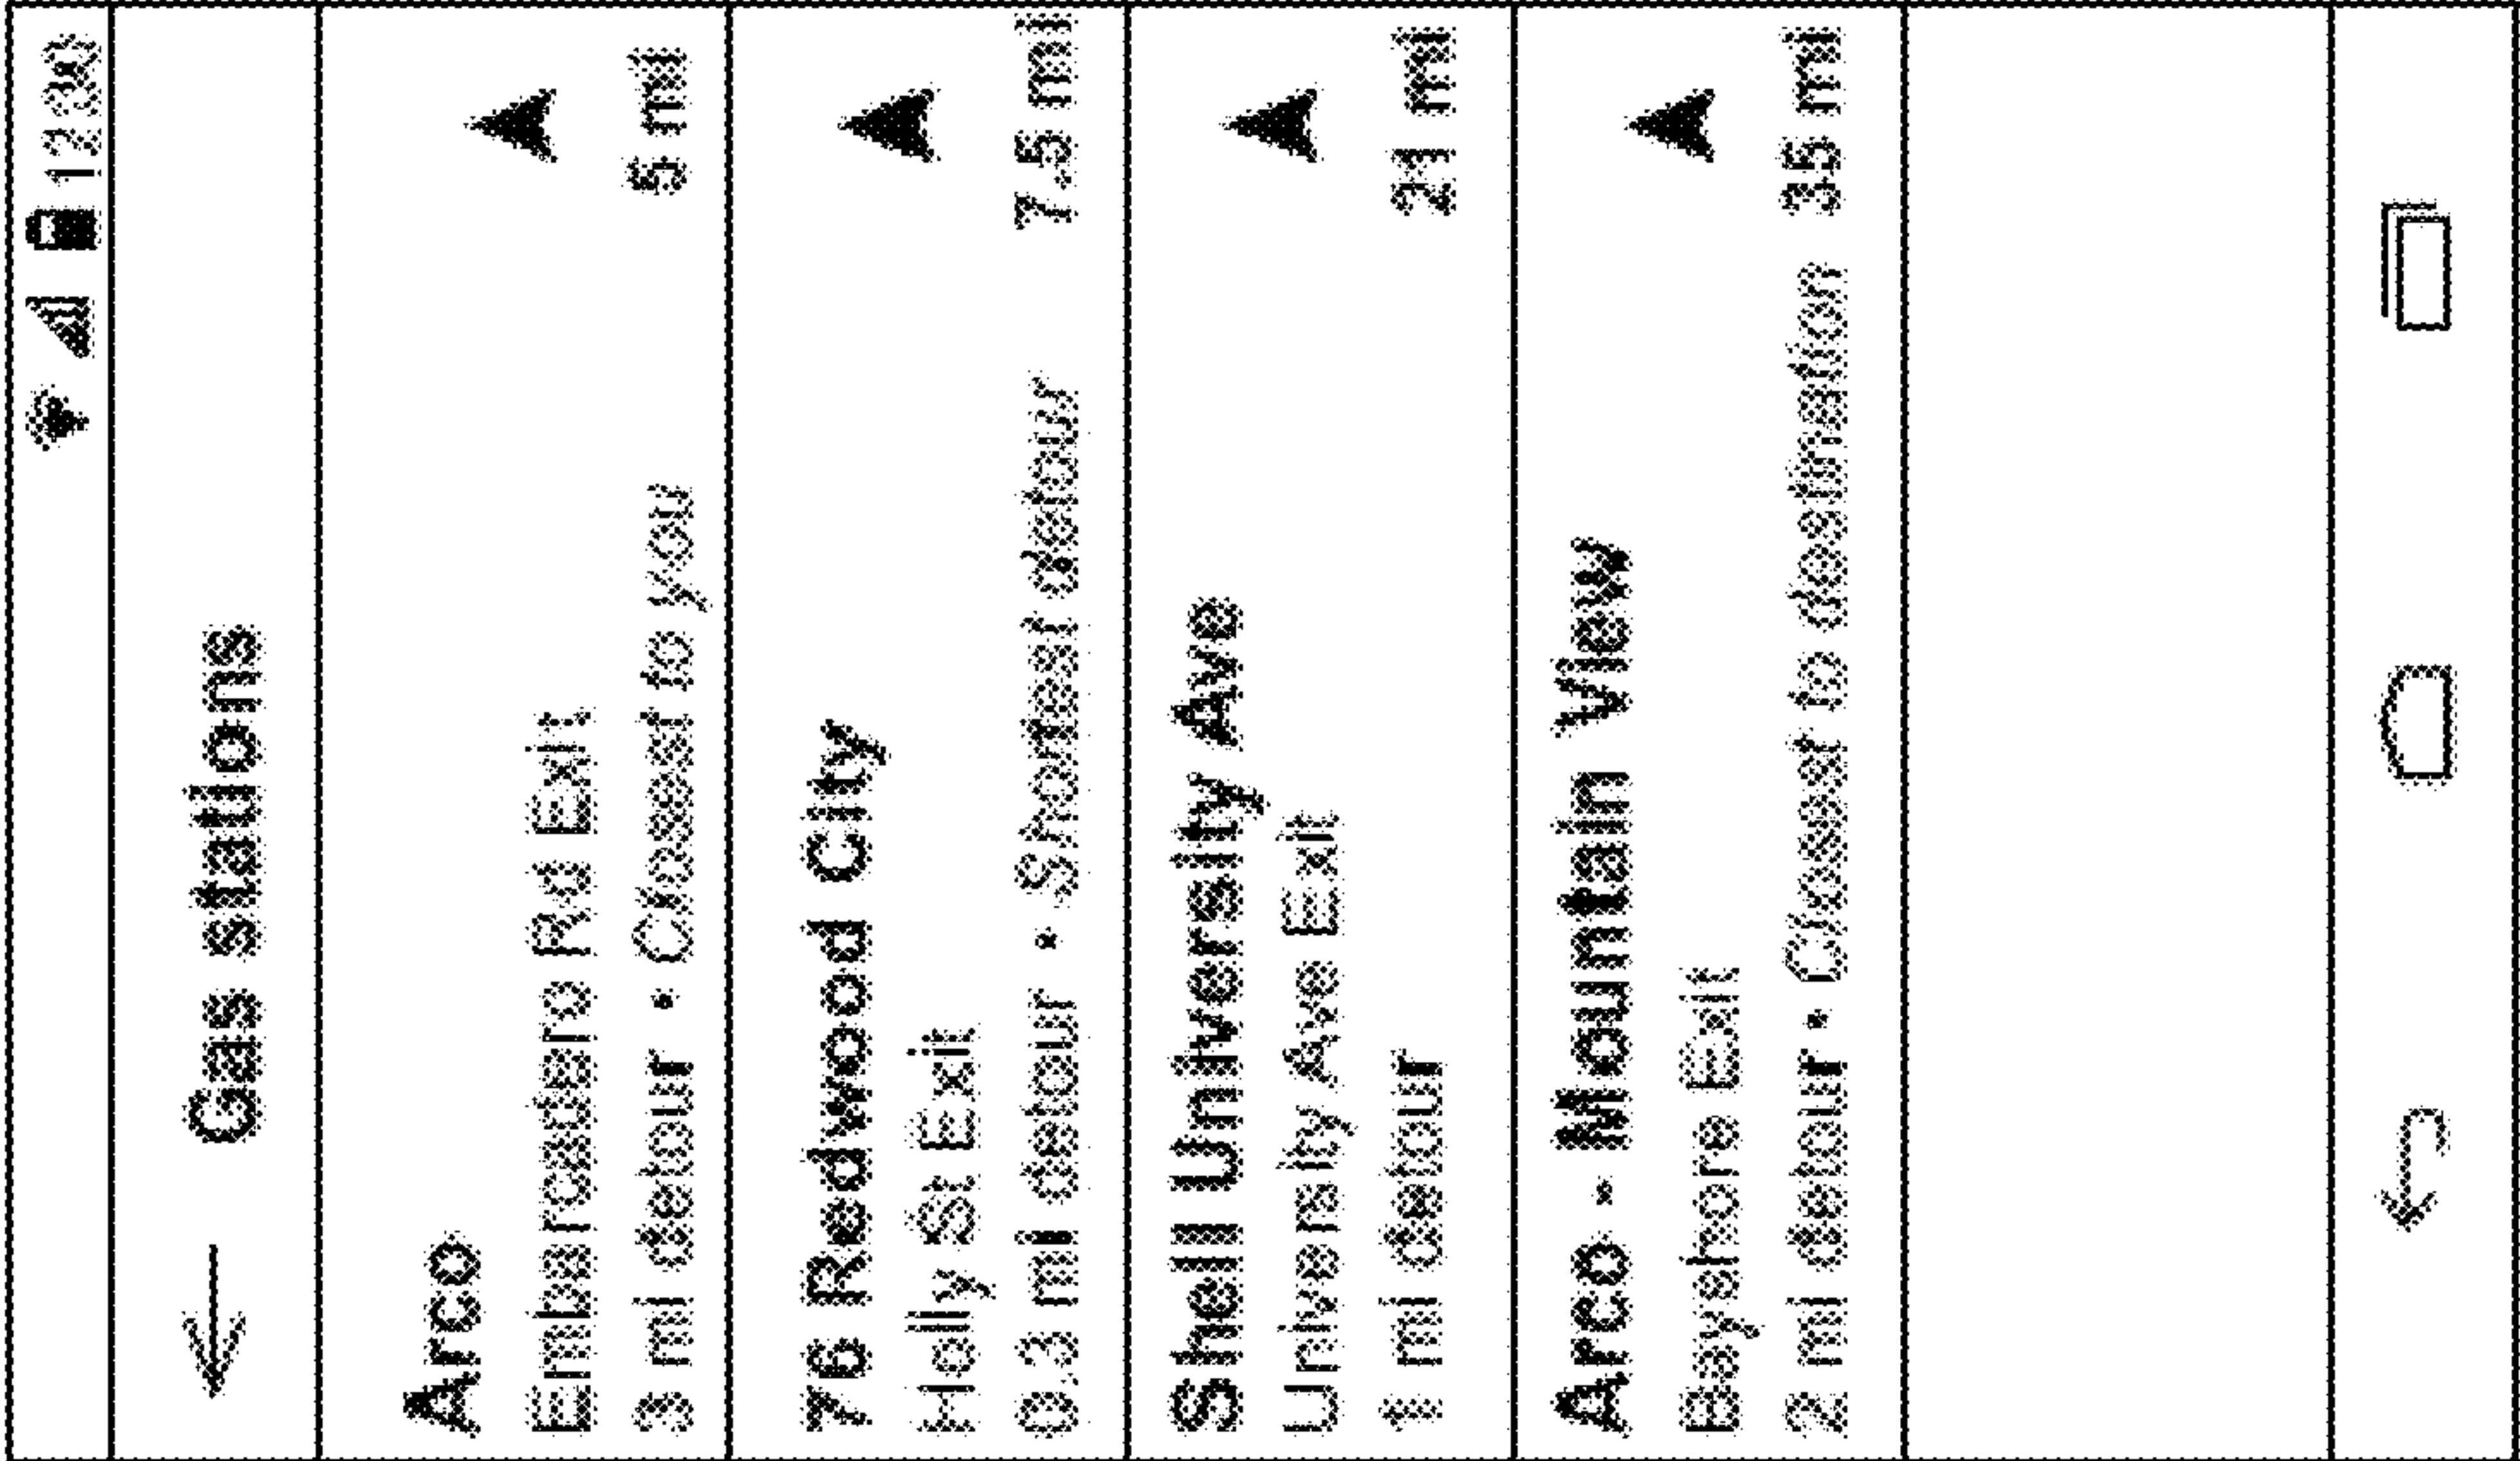 12:30
Gas stations
Arco
Embarcadero Rd Exit
3 mi detour • Closest to you 5 mi
76 Redwood City
Holly St Exit
0.3 mi detour • Shortest detour 7.5 mi
Shell University Ave
University Ave Exit
1 mi detour 21 mi
Arco - Mountain View
Bayshore Exit
2 mi detour • Closest to destination 35 mi